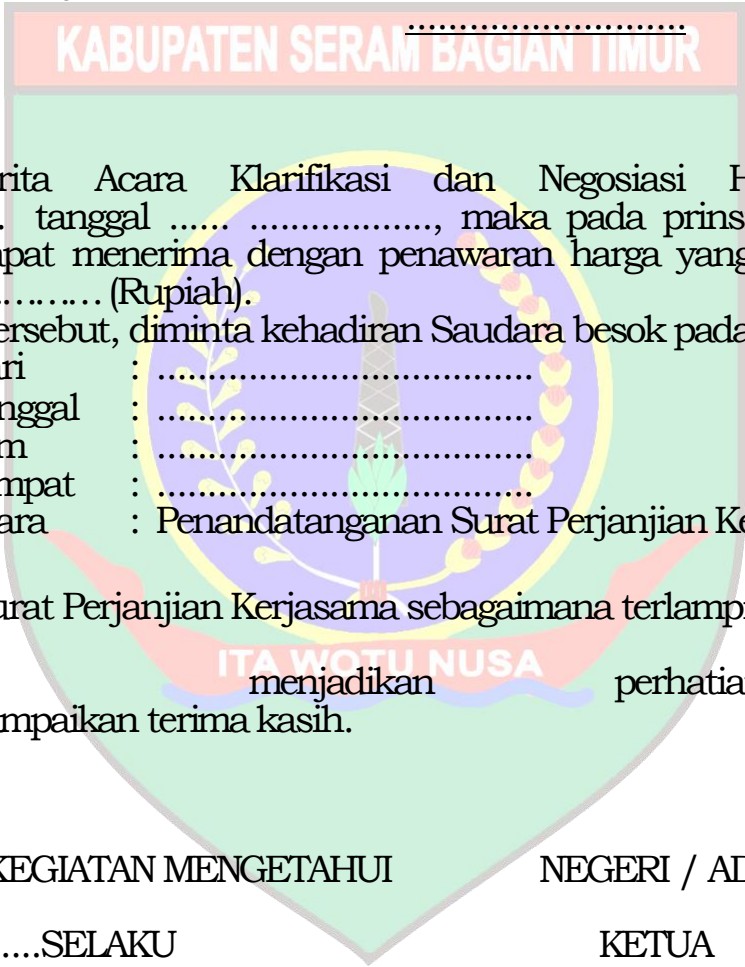 ...........................
KABUPATEN SERAM BAGIAN TIMUR
rita Acara Klarifikasi dan Negosiasi H
. tanggal ...... .................., maka pada prins
pat menerima dengan penawaran harga yang
.……… (Rupiah).
ersebut, diminta kehadiran Saudara besok pada
ri : .....................................
nggal : .....................................
m : .....................................
mpat : .....................................
ara : Penandatanganan Surat Perjanjian Ke
urat Perjanjian Kerjasama sebagaimana terlampi
ITA WOTU NUSA
menjadikan perhatia
mpaikan terima kasih.
KEGIATAN MENGETAHUI NEGERI / AD
.....SELAKU KETUA